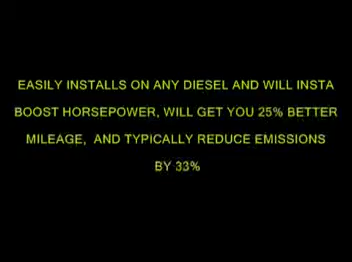 EASILY INSTALLS ON ANY DIESEL AND WILL INSTA
BOOST HORSEPOWER, WILL GET YOU 25% BETTER
MILEAGE, AND TYPICALLY REDUCE EMISSIONS
BY 33%